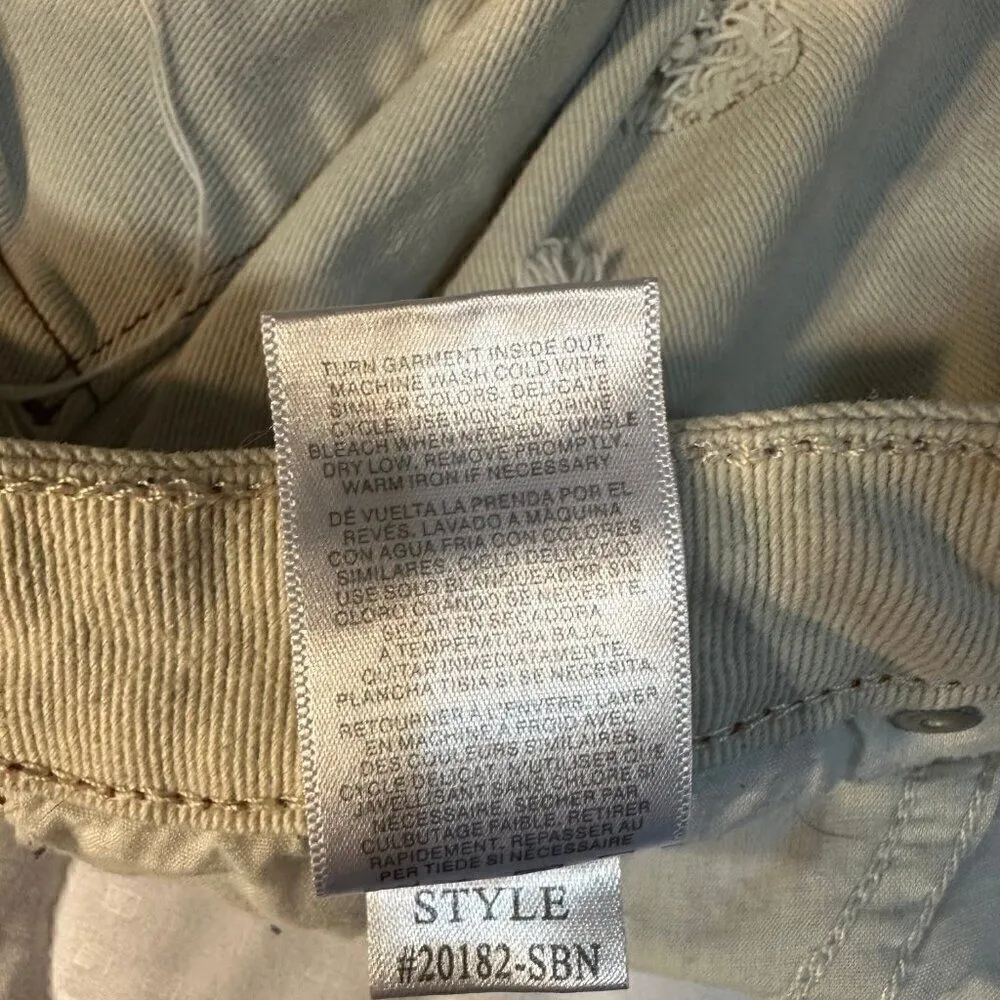 TURN GARMENT INSIDE OUT,
MACHINE WASH COLD WITH
SIMILAR COLORS. DELICATE
CYCLE. USE NON-CHLORINE
BLEACH WHEN NEEDED. TUMBLE
DRY LOW. REMOVE PROMPTLY.
WARM IRON IF NECESSARY
DÉ VUELTA LA PRENDA POR EL
REVÉS. LAVADO A MÁQUINA
CON AGUA FRIA CON COLORES
SIMILARES. CICLO DELICADO.
USE SOLO BLANQUEADOR SIN
CLORO CUANDO SE NECESITE.
SECAR EN SECADORA
A TEMPERATURA BAJA.
QUITAR INMEDIATAMENTE
PLANCHA TIBIA SI SE NECESITA.
RETOURNER À L'ENVERS. LAVER
EN MACHINE À FROID AVEC
DES COULEURS SIMILAIRES.
CYCLE DÉLICAT. N'UTILISER QUE
JAVELLISANT SANS CHLORE SI
NÉCESSAIRE. SÉCHER PAR
CULBUTAGE FAIBLE. RETIRER
RAPIDEMENT. REPASSER AU
PER TIEDE SI NÉCESSAIRE
STYLE
#20182-SBN